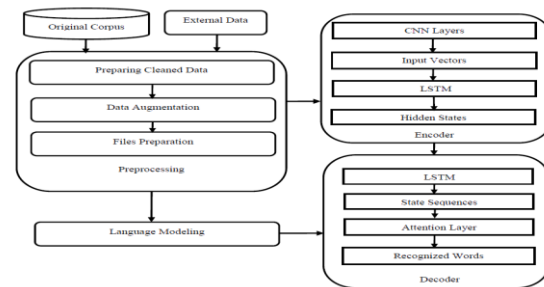 Original Corpus
External Data
Preparing Cleaned Data
Data Augmentation
Files Preparation
Preprocessing
Language Modeling
CNN Layers
Input Vectors
LSTM
Hidden States
Encoder
LSTM
State Sequences
Attention Layer
Recognized Words
Decoder